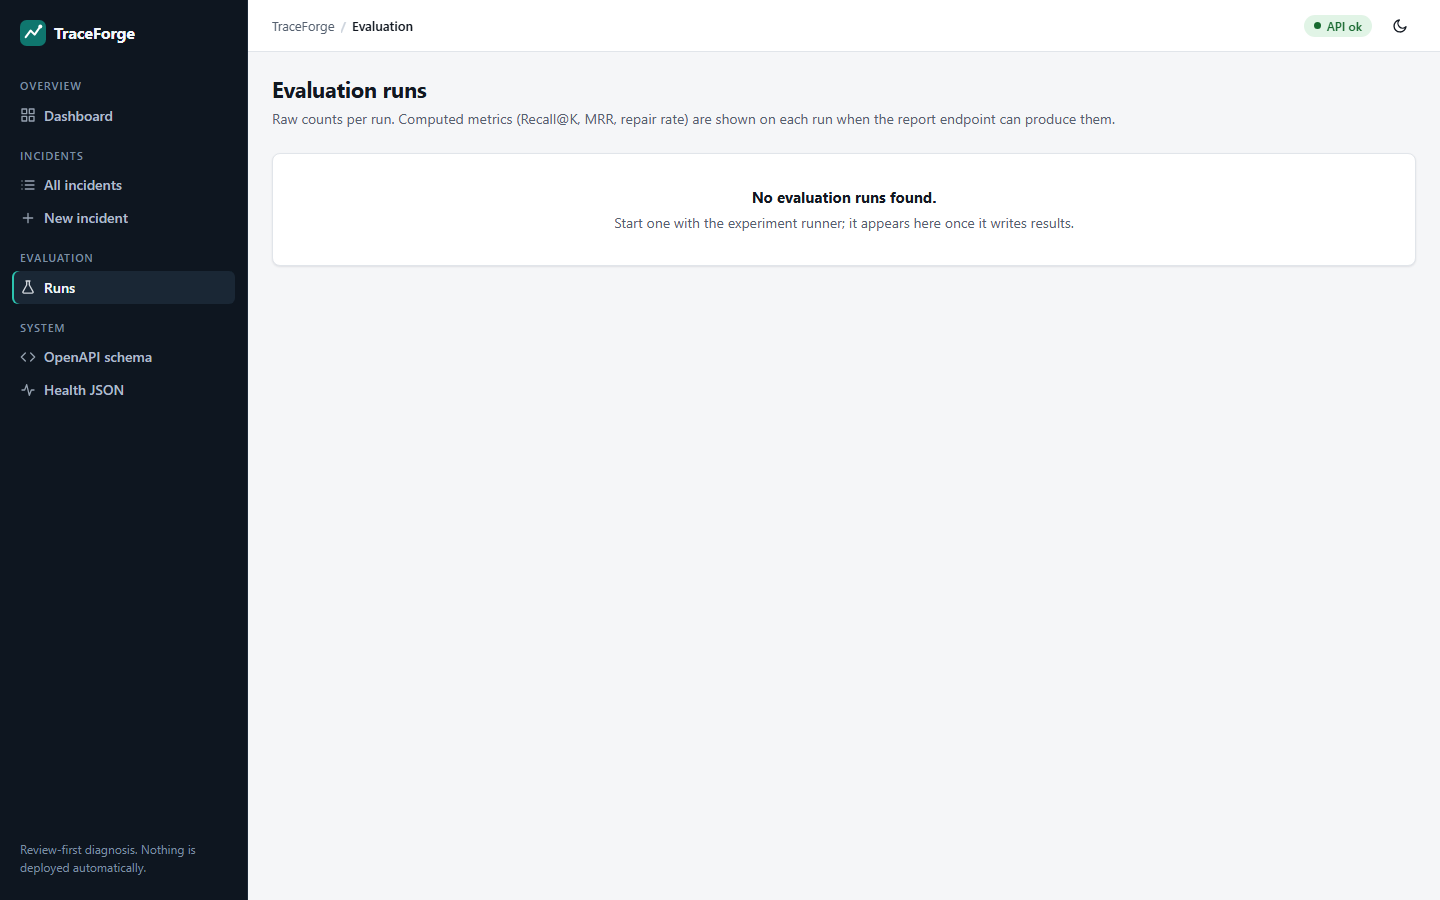 TraceForge
OVERVIEW
Dashboard
INCIDENTS
All incidents
New incident
EVALUATION
Runs
SYSTEM
OpenAPI schema
Health JSON
Review-first diagnosis. Nothing is
deployed automatically.
TraceForge / Evaluation
API ok
Evaluation runs
Raw counts per run. Computed metrics (Recall@K, MRR, repair rate) are shown on each run when the report endpoint can produce them.
No evaluation runs found.
Start one with the experiment runner; it appears here once it writes results.